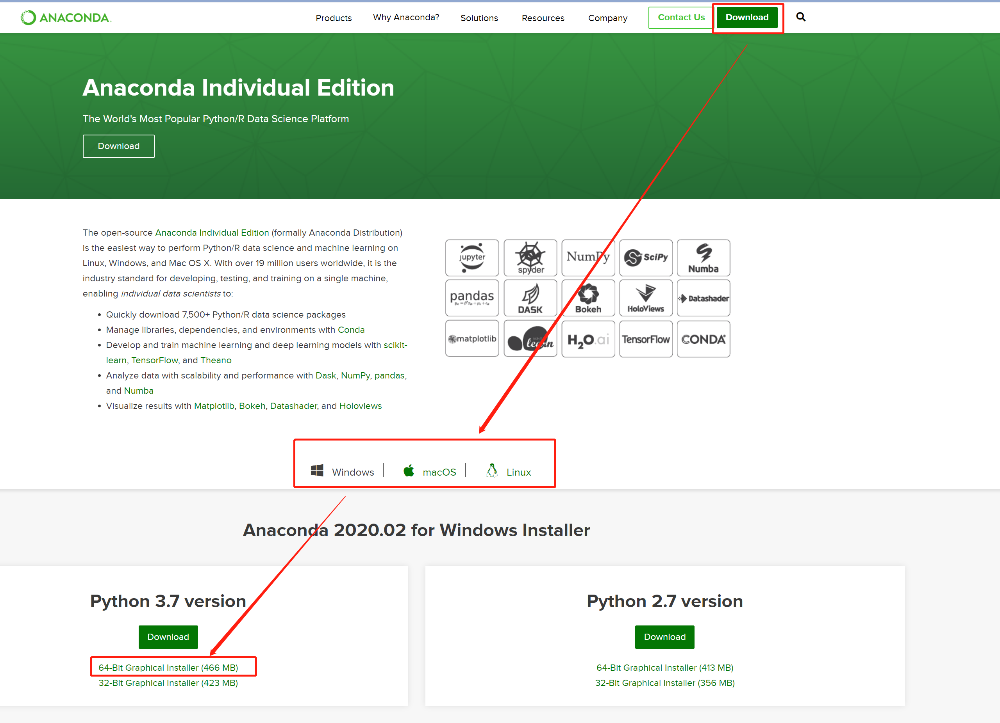 ANACONDA.
Products Why Anaconda? Solutions Resources Company Contact Us Download
Anaconda Individual Edition
The World's Most Popular Python/R Data Science Platform
Download
The open-source Anaconda Individual Edition (formally Anaconda Distribution)
is the easiest way to perform Python/R data science and machine learning on
Linux, Windows, and Mac OS X. With over 19 million users worldwide, it is the
industry standard for developing, testing, and training on a single machine,
enabling individual data scientists to:
Quickly download 7,500+ Python/R data science packages
Manage libraries, dependencies, and environments with Conda
Develop and train machine learning and deep learning models with scikit-
learn, TensorFlow, and Theano
Analyze data with scalability and performance with Dask, NumPy, pandas,
and Numba
Visualize results with Matplotlib, Bokeh, Datashader, and Holoviews
jupyter spyder NumPy SciPy Numba
pandas DASK Bokeh HoloViews Datashader
matplotlib scikit learn H2O.ai TensorFlow CONDA
Windows macOS Linux
Anaconda 2020.02 for Windows Installer
Python 3.7 version
Download
64-Bit Graphical Installer (466 MB)
32-Bit Graphical Installer (423 MB)
Python 2.7 version
Download
64-Bit Graphical Installer (413 MB)
32-Bit Graphical Installer (356 MB)